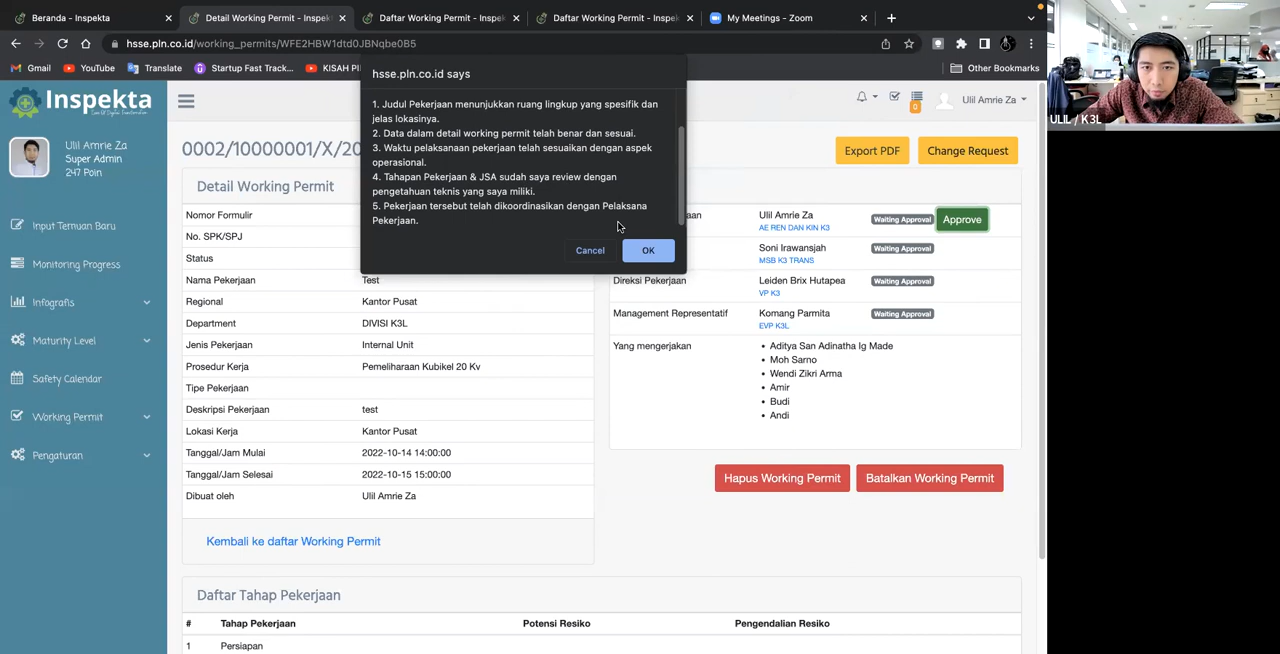 Beranda - Inspekta
Detail Working Permit - Inspekt
Daftar Working Permit - Inspek
Daftar Working Permit - Inspek
My Meetings - Zoom
hsse.pln.co.id/working_permits/WFE2HBW1dtd0JBNqbe0B5
Gmail
YouTube
Translate
Startup Fast Track...
KISAH PI
Other Bookmarks
hsse.pln.co.id says
1. Judul Pekerjaan menunjukkan ruang lingkup yang spesifik dan
jelas lokasinya.
2. Data dalam detail working permit telah benar dan sesuai.
3. Waktu pelaksanaan pekerjaan telah sesuaikan dengan aspek
operasional.
4. Tahapan Pekerjaan & JSA sudah saya review dengan
pengetahuan teknis yang saya miliki.
5. Pekerjaan tersebut telah dikoordinasikan dengan Pelaksana
Pekerjaan.
Cancel
OK
Inspekta
Ulil Amrie Za
Super Admin
247 Poin
Input Temuan Baru
Monitoring Progress
Infografis
Maturity Level
Safety Calendar
Working Permit
Pengaturan
0
Ulil Amrie Za
0002/10000001/X/20
Export PDF
Change Request
Detail Working Permit
Nomor Formulir
No. SPK/SPJ
Status
Nama Pekerjaan Test
Regional Kantor Pusat
Department DIVISI K3L
Jenis Pekerjaan Internal Unit
Prosedur Kerja Pemeliharaan Kubikel 20 Kv
Tipe Pekerjaan
Deskripsi Pekerjaan test
Lokasi Kerja Kantor Pusat
Tanggal/Jam Mulai 2022-10-14 14:00:00
Tanggal/Jam Selesai 2022-10-15 15:00:00
Dibuat oleh Ulil Amrie Za
Kembali ke daftar Working Permit
aan Ulil Amrie Za Waiting Approval Approve
AE REN DAN KIN K3
Soni Irawansjah Waiting Approval
MSB K3 TRANS
Direksi Pekerjaan Leiden Brix Hutapea Waiting Approval
VP K3
Management Representatif Komang Parmita Waiting Approval
EVP K3L
Yang mengerjakan • Aditya San Adinatha Ig Made
• Moh Sarno
• Wendi Zikri Arma
• Amir
• Budi
• Andi
Hapus Working Permit
Batalkan Working Permit
Daftar Tahap Pekerjaan
# Tahap Pekerjaan Potensi Resiko Pengendalian Resiko
1 Persiapan
ULIL / K3L